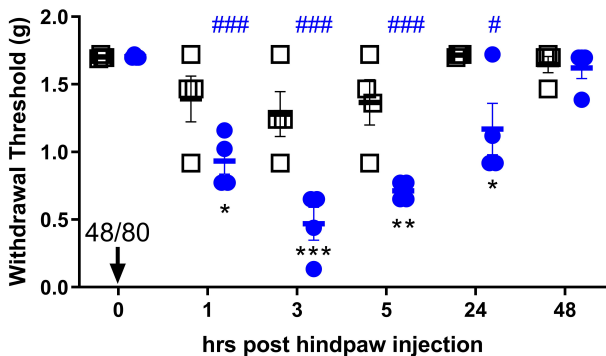 ### ### ### #
2.0
1.5
1.0
0.5
0.0
Withdrawal Threshold (g)
48/80
* *** ** *
0 1 3 5 24 48
hrs post hindpaw injection